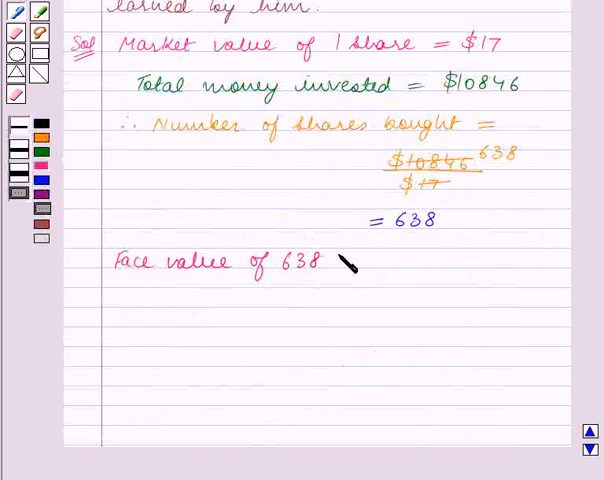 earned by him.
Sol Market value of 1 share = $17
Total money invested = $10846
∴ Number of shares bought =
$10846 638
$17
= 638
Face value of 638